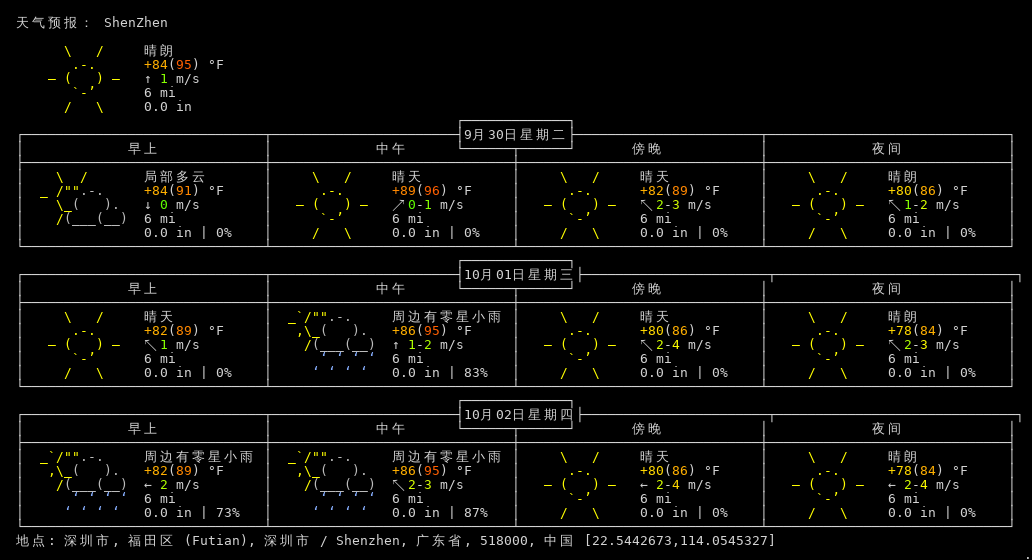 天气预报： ShenZhen
晴朗
+84(95) °F
↑ 1 m/s
6 mi
0.0 in
9月30日星期二
早上 中午 傍晚 夜间
局部多云 晴天 晴天 晴朗
+84(91) °F +89(96) °F +82(89) °F +80(86) °F
↓ 0 m/s ↗ 0-1 m/s ↖ 2-3 m/s ↖ 1-2 m/s
6 mi 6 mi 6 mi 6 mi
0.0 in | 0% 0.0 in | 0% 0.0 in | 0% 0.0 in | 0%
10月01日星期三
早上 中午 傍晚 夜间
晴天 周边有零星小雨 晴天 晴朗
+82(89) °F +86(95) °F +80(86) °F +78(84) °F
↖ 1 m/s ↑ 1-2 m/s ↖ 2-4 m/s ↖ 2-3 m/s
6 mi 6 mi 6 mi 6 mi
0.0 in | 0% 0.0 in | 83% 0.0 in | 0% 0.0 in | 0%
10月02日星期四
早上 中午 傍晚 夜间
周边有零星小雨 周边有零星小雨 晴天 晴朗
+82(89) °F +86(95) °F +80(86) °F +78(84) °F
← 2 m/s ↖ 2-3 m/s ← 2-4 m/s ← 2-4 m/s
6 mi 6 mi 6 mi 6 mi
0.0 in | 73% 0.0 in | 87% 0.0 in | 0% 0.0 in | 0%
地点: 深圳市, 福田区 (Futian), 深圳市 / Shenzhen, 广东省, 518000, 中国 [22.5442673,114.0545327]